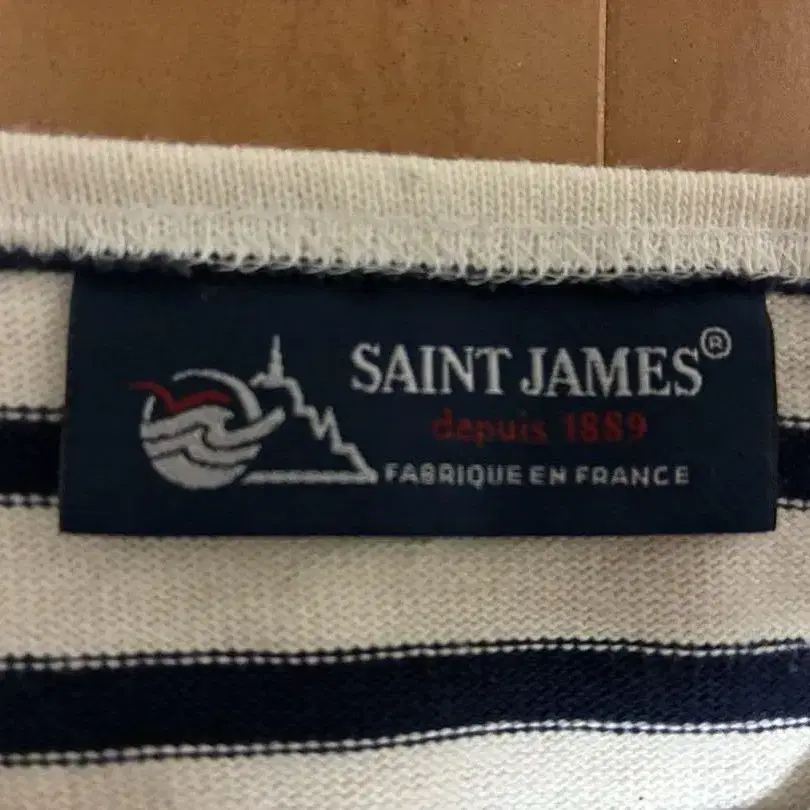 SAINT JAMES®
depuis 1889
FABRIQUE EN FRANCE